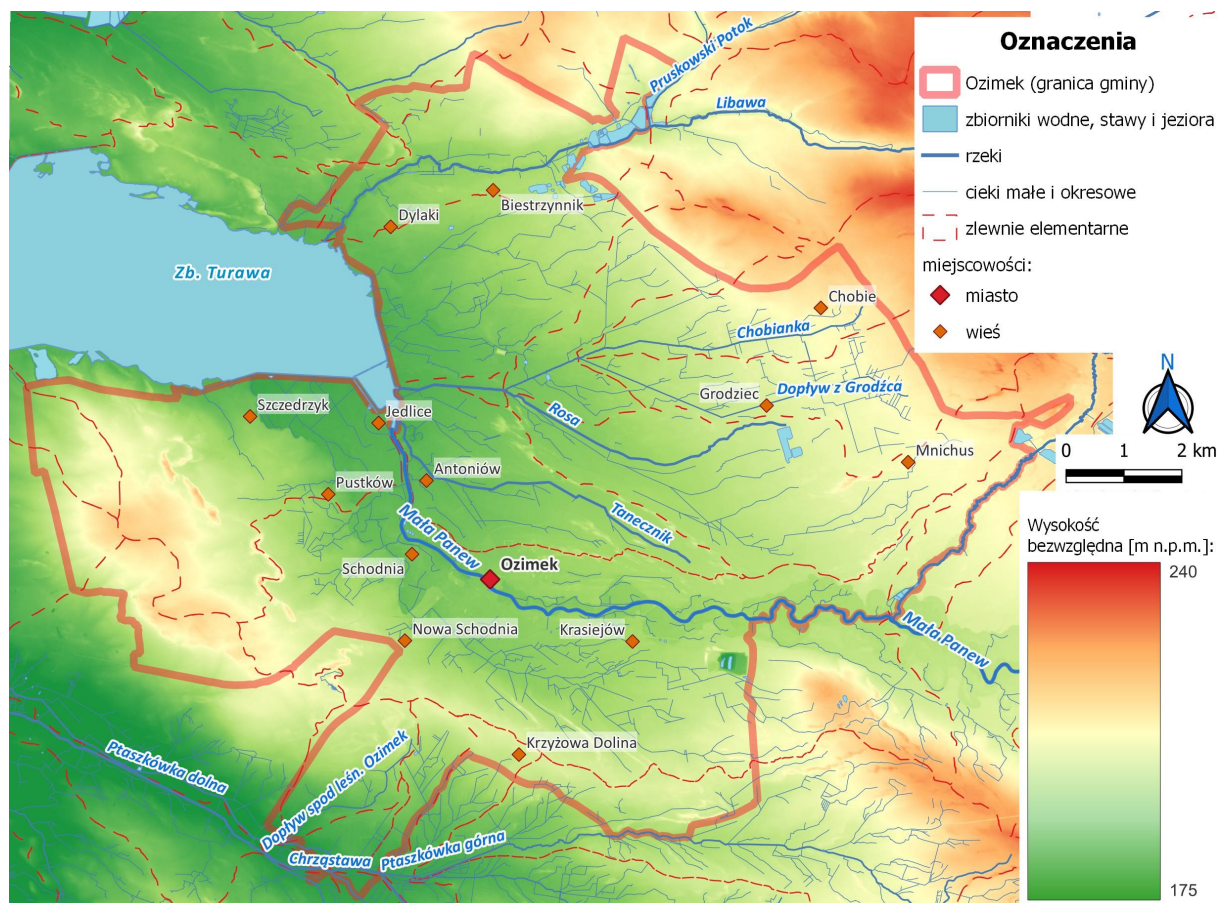 Oznaczenia
Ozimek (granica gminy)
zbiorniki wodne, stawy i jeziora
rzeki
cieki małe i okresowe
zlewnie elementarne
miejscowości:
miasto
wieś
N
0 1 2 km
Wysokość
bezwzględna [m n.p.m.]:
240
175
Pruskowski Potok
Libawa
Biestrzynnik
Dylaki
Zb. Turawa
Chobie
Chobianka
Grodziec
Dopływ z Grodźca
Szczedrzyk
Jedlice
Rosa
Mnichus
Antoniów
Pustków
Tanecznik
Mała Panew
Schodnia
Ozimek
Nowa Schodnia
Krasiejów
Mała Panew
Krzyżowa Dolina
Ptaszkówka dolna
Dopływ spod leśn. Ozimek
Chrząstawa
Ptaszkówka górna